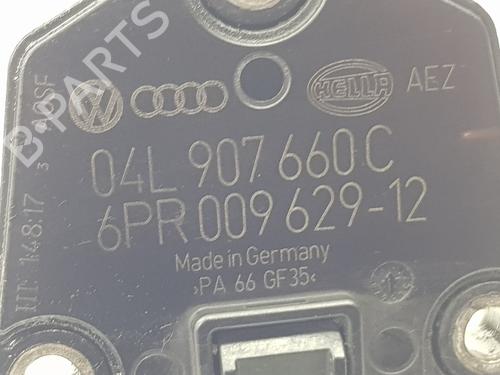 B-PARTS
HELLA
AEZ
04L 907 660 C
6PR 009 629-12
Made in Germany
>PA 66 GF35<